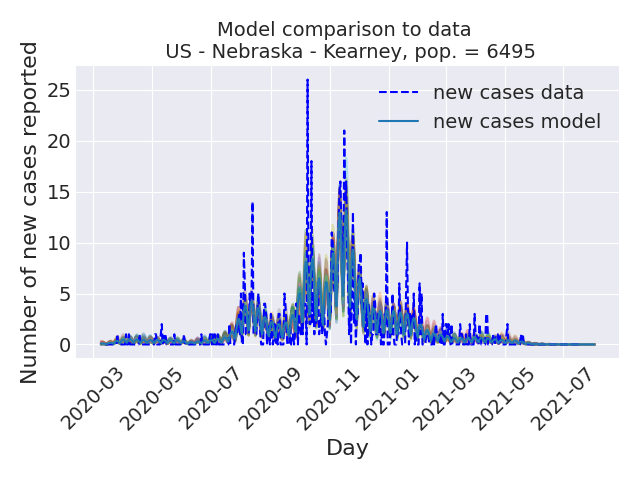 Model comparison to data
US - Nebraska - Kearney, pop. = 6495
Number of new cases reported
25
20
15
10
5
0
new cases data
new cases model
2020-03
2020-05
2020-07
2020-09
2020-11
2021-01
2021-03
2021-05
2021-07
Day